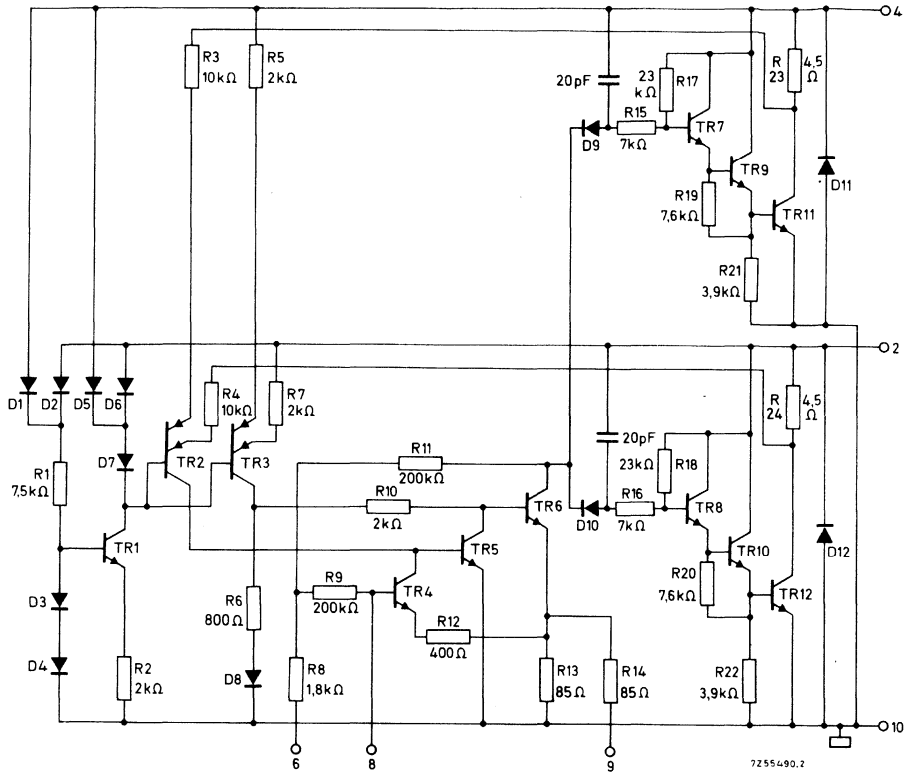 4
R3
10kΩ
R5
2kΩ
20pF
23
kΩ
R17
R
23
4,5
Ω
R15
7kΩ
D9
TR7
TR9
D11
R19
7,6kΩ
TR11
R21
3,9kΩ
2
D1
D2
D5
D6
R4
10kΩ
R7
2kΩ
R
24
4,5
Ω
D7
TR2
TR3
R11
200kΩ
20pF
23kΩ
R18
R1
7,5kΩ
R10
2kΩ
TR6
D10
R16
7kΩ
TR8
TR1
TR5
TR10
D12
R9
200kΩ
TR4
R20
7,6kΩ
TR12
D3
R6
800Ω
R12
400Ω
D4
R2
2kΩ
D8
R8
1,8kΩ
R13
85Ω
R14
85Ω
R22
3,9kΩ
10
6
8
9
7Z55490.2